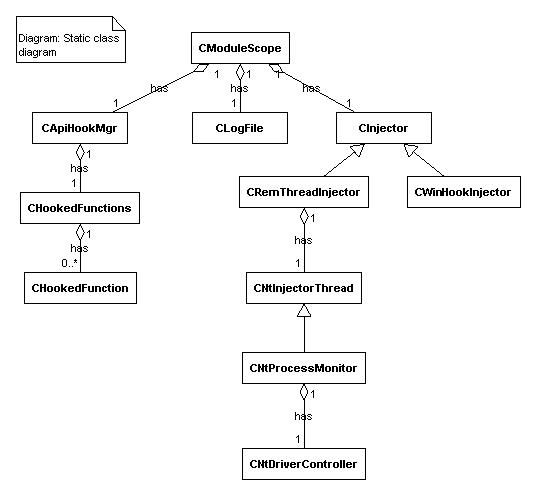 Diagram: Static class
diagram
CModuleScope
has
1
1
1
has
1
1
has
1
CApiHookMgr
CLogFile
CInjector
1
has
1
CHookedFunctions
CRemThreadInjector
CWinHookInjector
1
has
0..*
1
has
1
CHookedFunction
CNtInjectorThread
CNtProcessMonitor
1
has
1
CNtDriverController